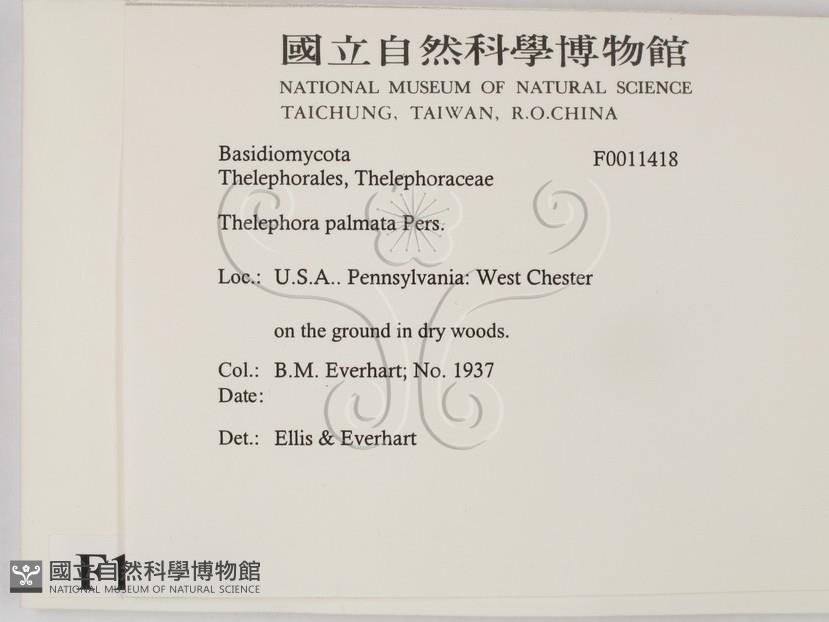 國立自然科學博物館
NATIONAL MUSEUM OF NATURAL SCIENCE
TAICHUNG, TAIWAN, R.O.CHINA
Basidiomycota F0011418
Thelephorales, Thelephoraceae
Thelephora palmata Pers.
Loc.: U.S.A.. Pennsylvania: West Chester
on the ground in dry woods.
Col.: B.M. Everhart; No. 1937
Date:
Det.: Ellis & Everhart
F1
國立自然科學博物館
NATIONAL MUSEUM OF NATURAL SCIENCE